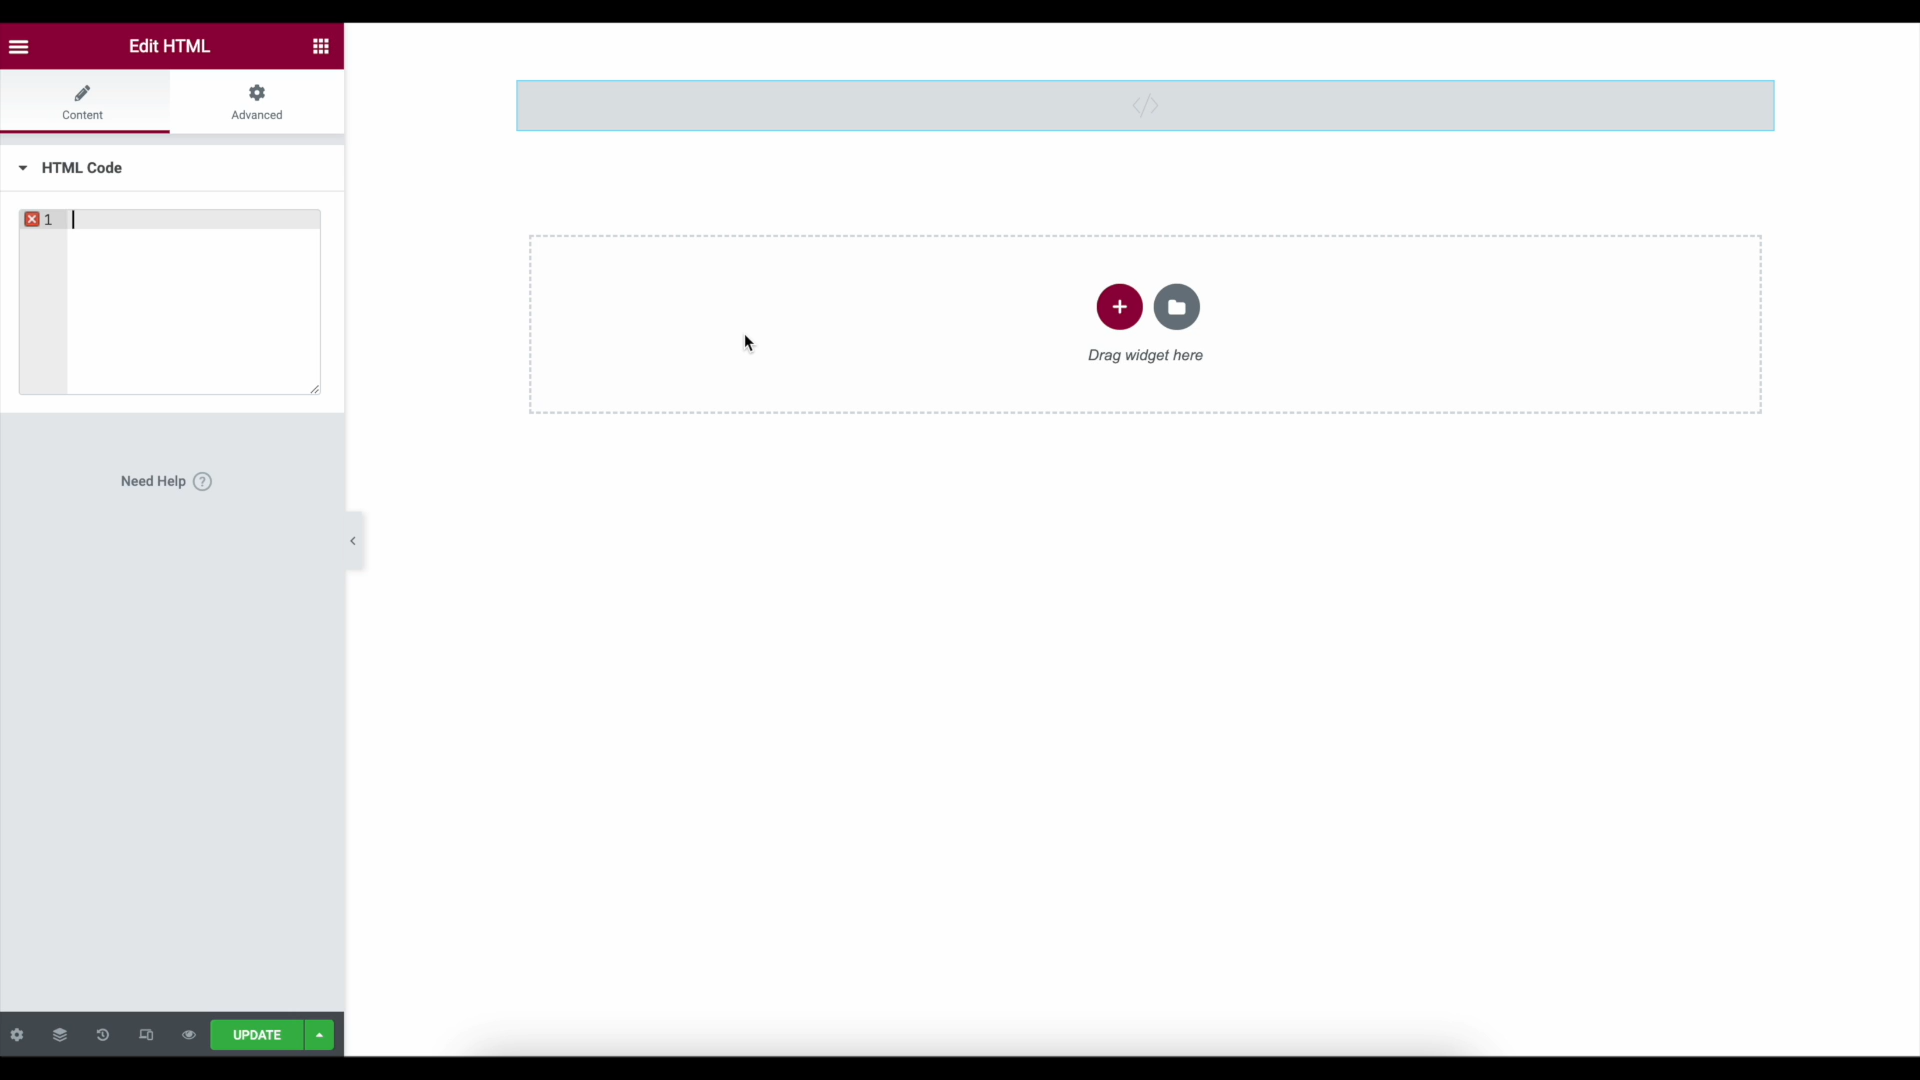 Edit HTML
Content
Advanced
HTML Code
1
</>
Drag widget here
Need Help ?
UPDATE